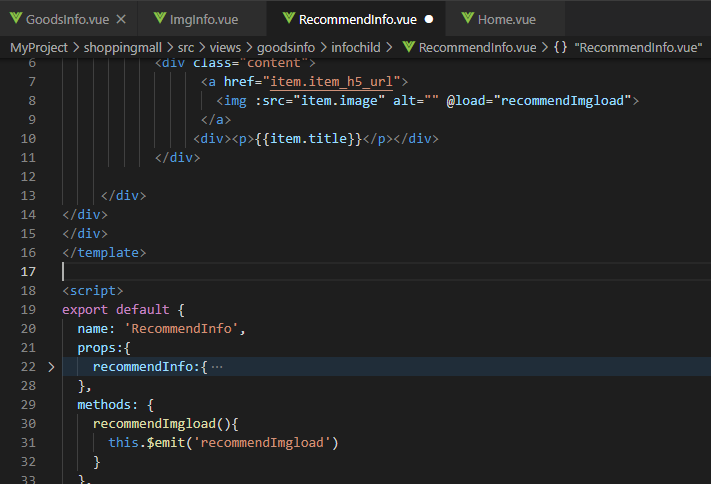 GoodsInfo.vue ImgInfo.vue RecommendInfo.vue Home.vue
MyProject > shoppingmall > src > views > goodsinfo > infochild > RecommendInfo.vue > {} "RecommendInfo.vue"
6 <div class="content">
7 <a href="item.item_h5_url">
8 <img :src="item.image" alt="" @load="recommendImgload">
9 </a>
10 <div><p>{{item.title}}</p></div>
11 </div>
12
13 </div>
14 </div>
15 </div>
16 </template>
17
18 <script>
19 export default {
20 name: 'RecommendInfo',
21 props:{
22 > recommendInfo:{ ···
28 },
29 methods: {
30 recommendImgload(){
31 this.$emit('recommendImgload')
32 }
33 },